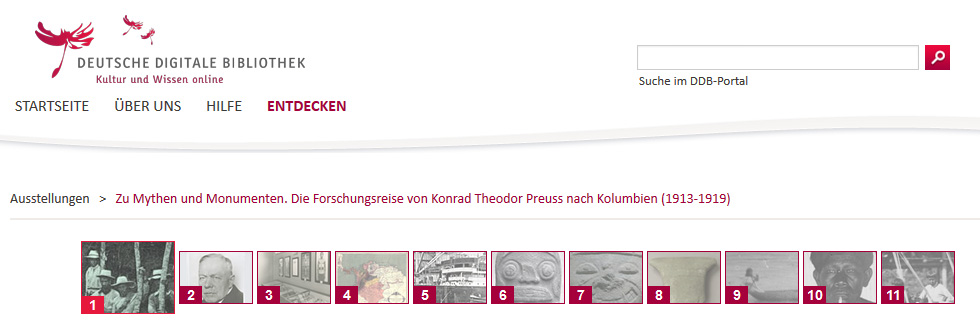 DEUTSCHE DIGITALE BIBLIOTHEK
Kultur und Wissen online
Suche im DDB-Portal
STARTSEITE ÜBER UNS HILFE ENTDECKEN
Ausstellungen > Zu Mythen und Monumenten. Die Forschungsreise von Konrad Theodor Preuss nach Kolumbien (1913-1919)
1 2 3 4 5 6 7 8 9 10 11